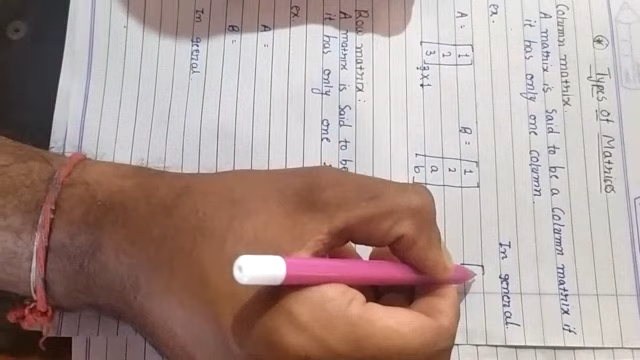 * Types of Matrices
Column matrix.
A matrix is said to be a Column matrix if
it has only one column
ex.
In general.
A = [1
2
3]3x1
B = [1
2
a
b
Row matrix:
A matrix is said to be
it has only one
ex.
A =
B =
In general.